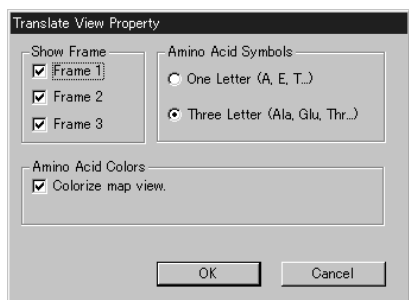 Translate View Property
Show Frame
Frame 1
Frame 2
Frame 3
Amino Acid Symbols
One Letter (A, E, T...)
Three Letter (Ala, Glu, Thr...)
Amino Acid Colors
Colorize map view.
OK
Cancel